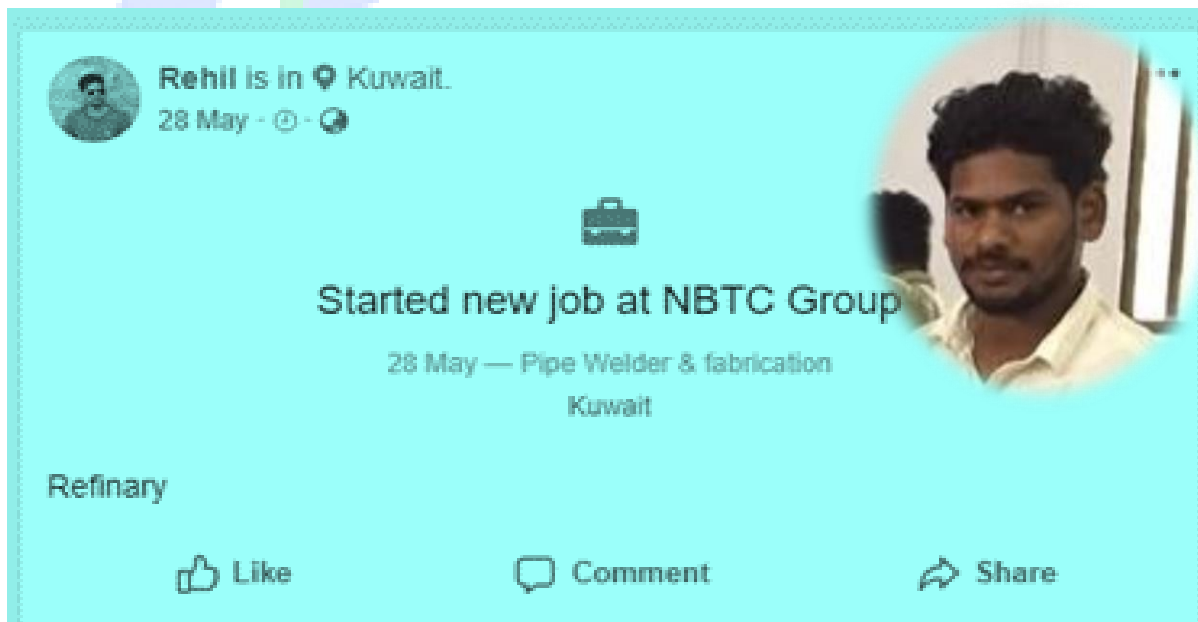 Rehil is in Kuwait.
28 May
Started new job at NBTC Group
28 May — Pipe Welder & fabrication
Kuwait
Refinary
Like
Comment
Share